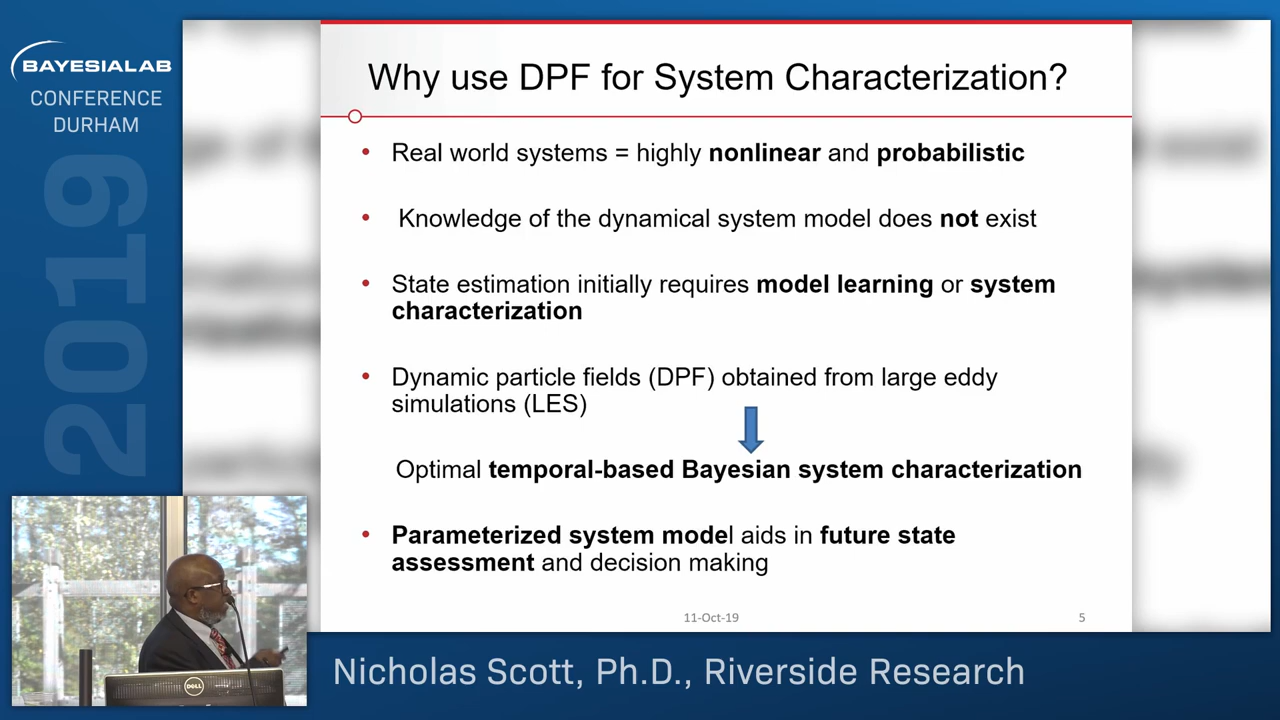 BAYESIALAB
CONFERENCE
DURHAM
2019
Why use DPF for System Characterization?
• Real world systems = highly nonlinear and probabilistic
• Knowledge of the dynamical system model does not exist
• State estimation initially requires model learning or system
characterization
• Dynamic particle fields (DPF) obtained from large eddy
simulations (LES)
Optimal temporal-based Bayesian system characterization
• Parameterized system model aids in future state
assessment and decision making
11-Oct-19
5
DELL
Nicholas Scott, Ph.D., Riverside Research